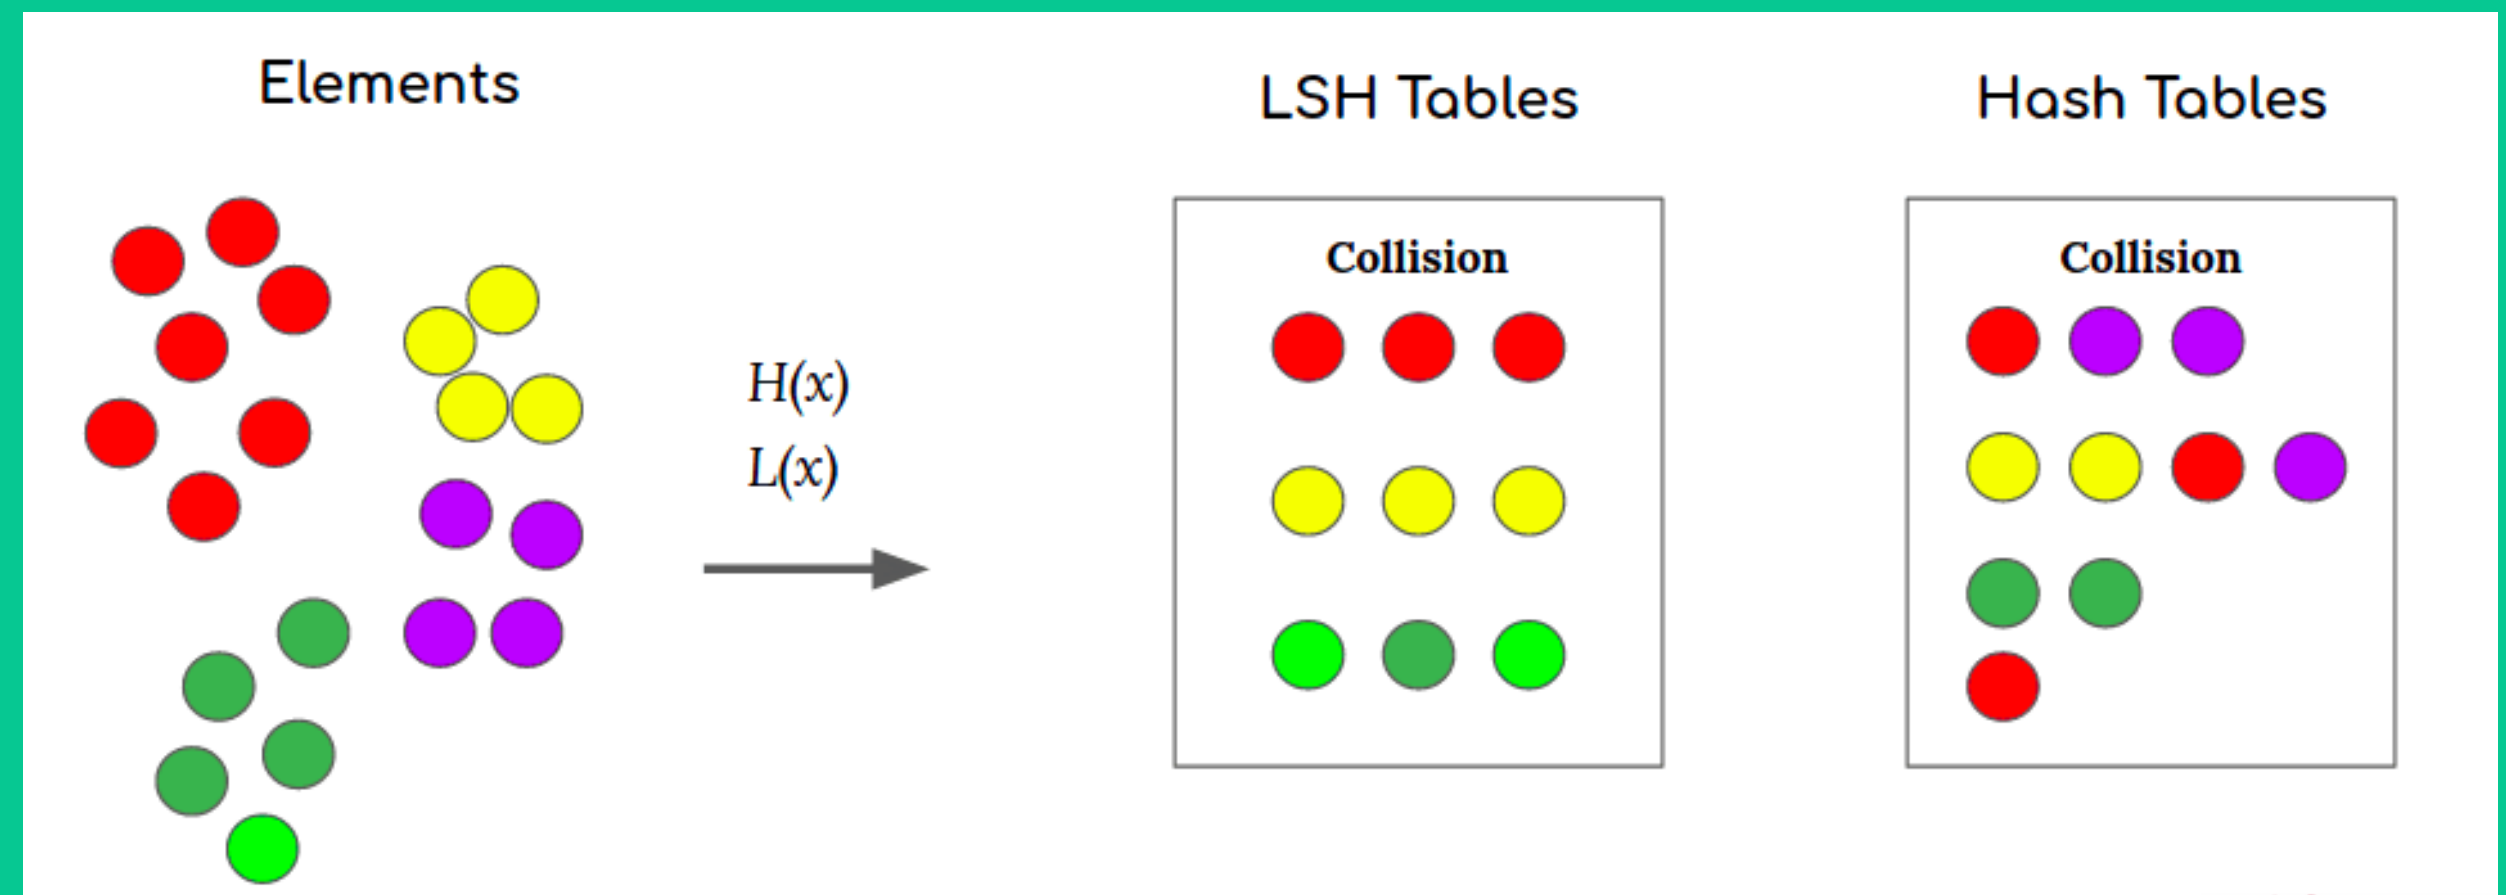 Elements
LSH Tables
Hash Tables
Collision
Collision
H(x)
L(x)